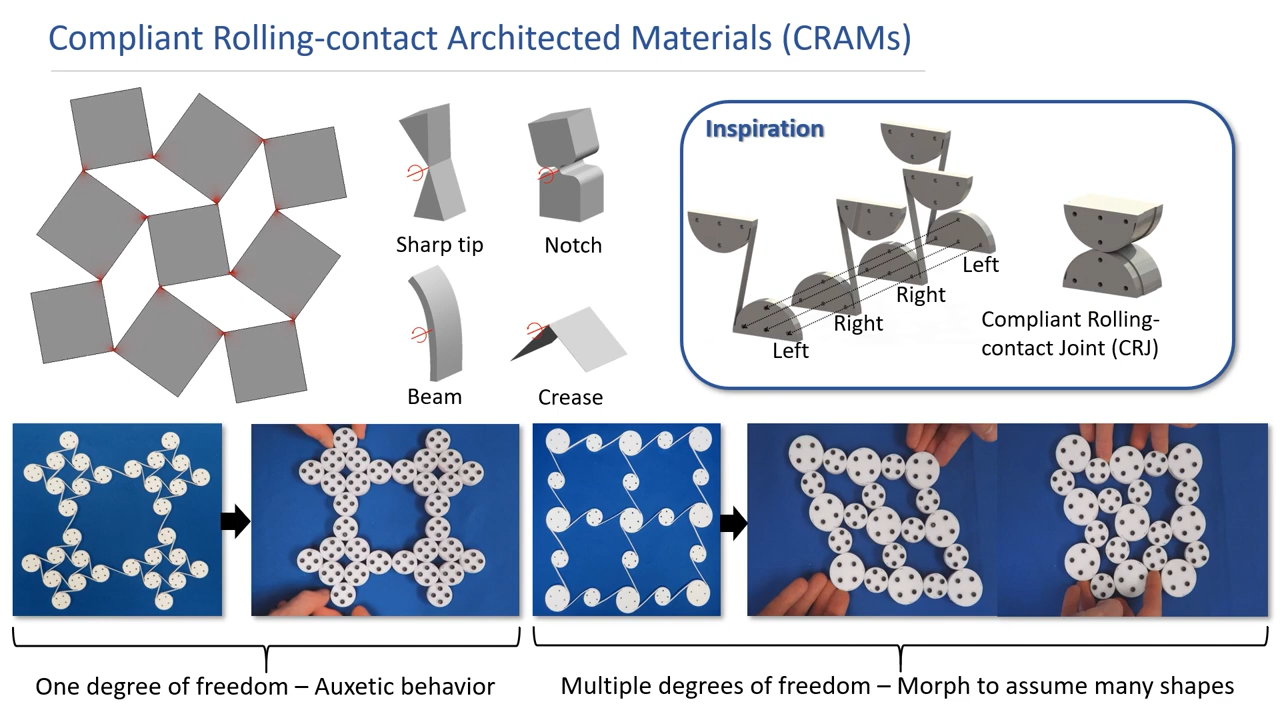 Compliant Rolling-contact Architected Materials (CRAMs)
Sharp tip
Notch
Beam
Crease
Inspiration
Left
Right
Right
Left
Compliant Rolling-
contact Joint (CRJ)
One degree of freedom – Auxetic behavior
Multiple degrees of freedom – Morph to assume many shapes